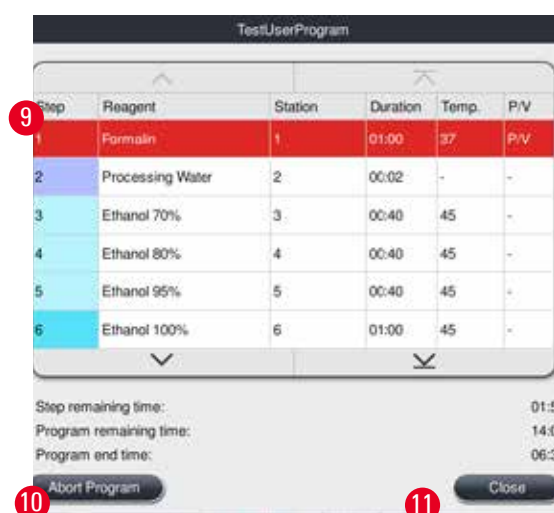 TestUserProgram
9
Step Reagent Station Duration Temp. P/V
1 Formalin 1 01:00 37 P/V
2 Processing Water 2 00:02 - -
3 Ethanol 70% 3 00:40 45 -
4 Ethanol 80% 4 00:40 45 -
5 Ethanol 95% 5 00:40 45 -
6 Ethanol 100% 6 01:00 45 -
Step remaining time:
Program remaining time:
Program end time:
Abort Program Close
10 11